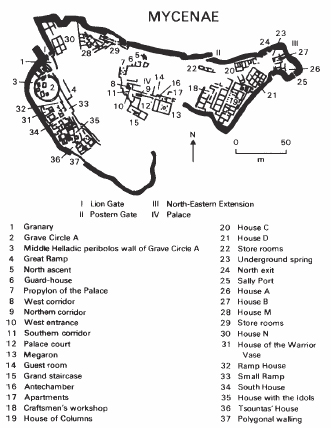 MYCENAE
30 28 29 II 24 23 III 27 26 25
I 1 3 2 4 33 32 31 34 35 36 37
5 6 7 8 11 10 12 15 IV 9 14 16 17 13
22 20 19 18 21
N
0 50
m
I Lion Gate III North-Eastern Extension
II Postern Gate IV Palace
1 Granary
2 Grave Circle A
3 Middle Helladic peribolos wall of Grave Circle A
4 Great Ramp
5 North ascent
6 Guard-house
7 Propylon of the Palace
8 West corridor
9 Northern corridor
10 West entrance
11 Southern corridor
12 Palace court
13 Megaron
14 Guest room
15 Grand staircase
16 Antechamber
17 Apartments
18 Craftsmen's workshop
19 House of Columns
20 House C
21 House D
22 Store rooms
23 Underground spring
24 North exit
25 Sally Port
26 House A
27 House B
28 House M
29 Store rooms
30 House N
31 House of the Warrior
Vase
32 Ramp House
33 Small Ramp
34 South House
35 House with the Idols
36 Tsountas' House
37 Polygonal walling